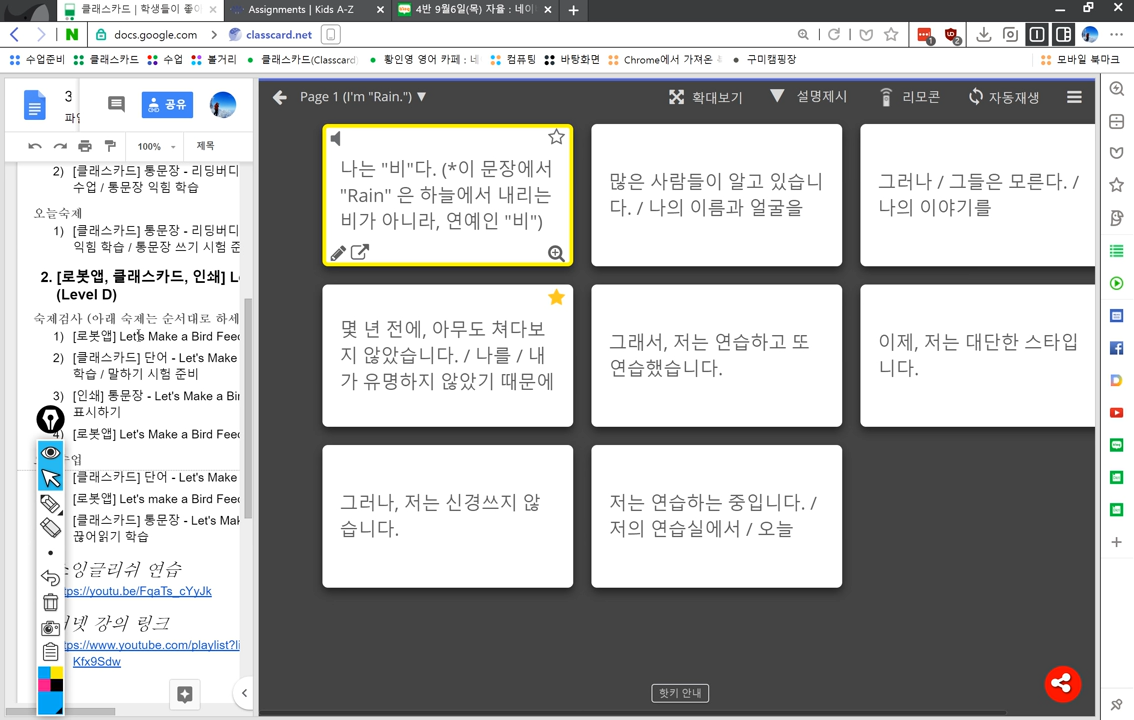 클래스카드 | 학생들이 좋아
Assignments | Kids A-Z
4반 9월6일(목) 자율 : 네이
docs.google.com
classcard.net
수업준비
클래스카드
수업
볼거리
클래스카드(Classcard
황인영 영어 카페 : 네
컴퓨팅
바탕화면
Chrome에서 가져온
구미캠핑장
모바일 북마크
3
파일
공유
100%
제목
2) [클래스카드] 통문장 - 리딩버디
수업 / 통문장 익힘 학습
오늘숙제
1) [클래스카드] 통문장 - 리딩버디
익힘 학습 / 통문장 쓰기 시험 준
2. [로봇앱, 클래스카드, 인쇄] Le
(Level D)
숙제검사 (아래 숙제는 순서대로 하세
1) [로봇앱] Let's Make a Bird Feed
2) [클래스카드] 단어 - Let's Make
학습 / 말하기 시험 준비
3) [인쇄] 통문장 - Let's Make a Bir
표시하기
4) [로봇앱] Let's Make a Bird Feed
수업
[클래스카드] 단어 - Let's Make
[로봇앱] Let's make a Bird Feed
[클래스카드] 통문장 - Let's Mak
끊어읽기 학습
잉글리쉬 연습
tps://youtu.be/FqaTs_cYyJk
넷 강의 링크
tps://www.youtube.com/playlist?li
Kfx9Sdw
Page 1 (I'm "Rain.") ▼
확대보기
설명제시
리모콘
자동재생
나는 "비"다. (*이 문장에서
"Rain" 은 하늘에서 내리는
비가 아니라, 연예인 "비")
많은 사람들이 알고 있습니
다. / 나의 이름과 얼굴을
그러나 / 그들은 모른다. /
나의 이야기를
몇 년 전에, 아무도 쳐다보
지 않았습니다. / 나를 / 내
가 유명하지 않았기 때문에
그래서, 저는 연습하고 또
연습했습니다.
이제, 저는 대단한 스타입
니다.
그러나, 저는 신경쓰지 않
습니다.
저는 연습하는 중입니다. /
저의 연습실에서 / 오늘
핫키 안내